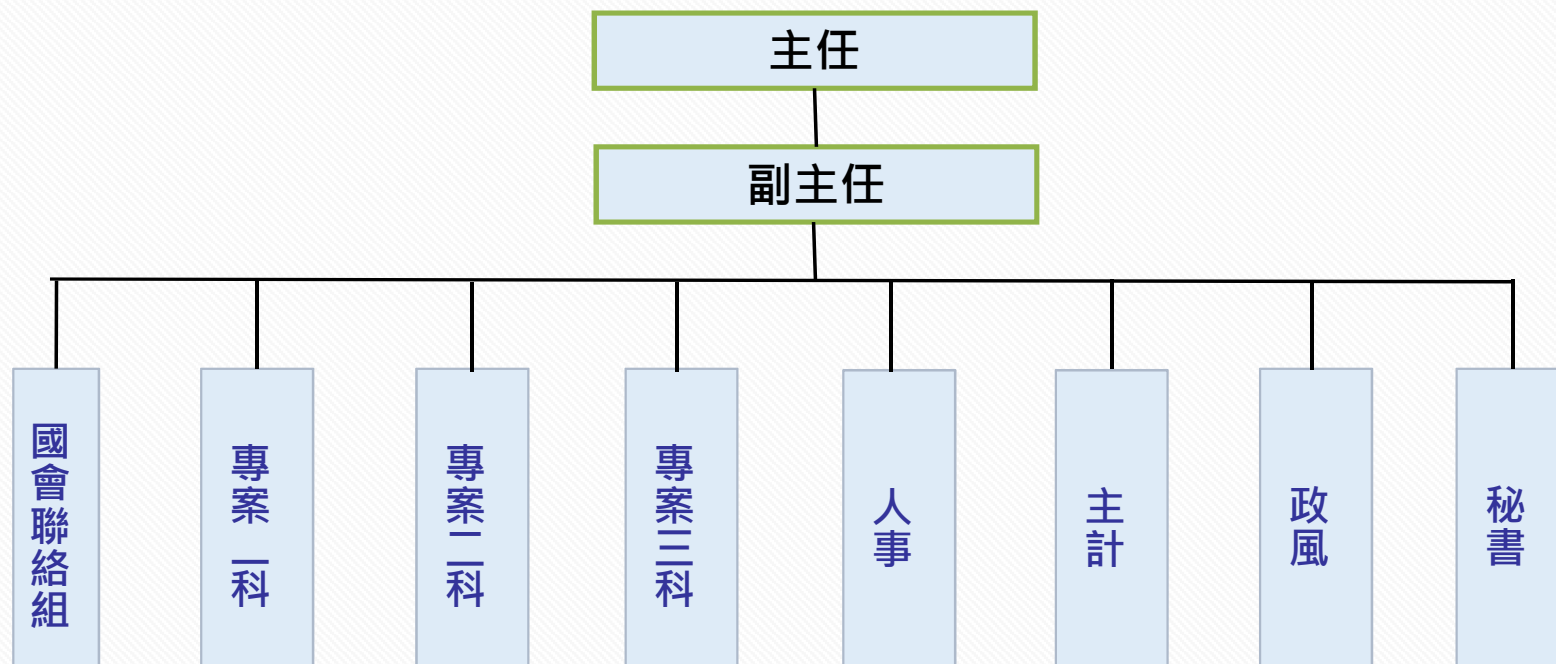 主任
副主任
國會聯絡組
專案一科
專案二科
專案三科
人事
主計
政風
秘書